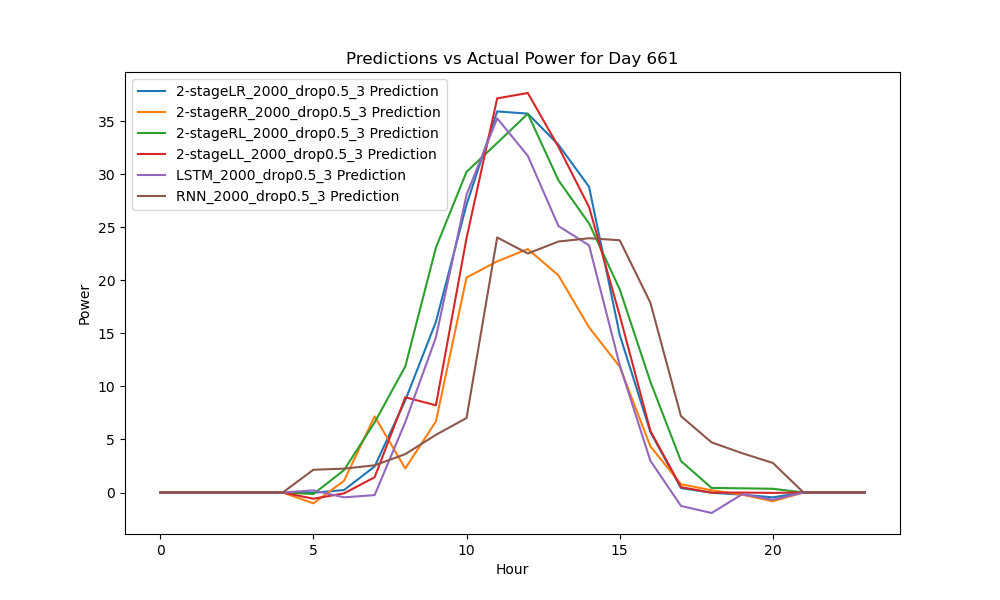 Predictions vs Actual Power for Day 661
2-stageLR_2000_drop0.5_3 Prediction
2-stageRR_2000_drop0.5_3 Prediction
2-stageRL_2000_drop0.5_3 Prediction
2-stageLL_2000_drop0.5_3 Prediction
LSTM_2000_drop0.5_3 Prediction
RNN_2000_drop0.5_3 Prediction
Power
35
30
25
20
15
10
5
0
0 5 10 15 20
Hour